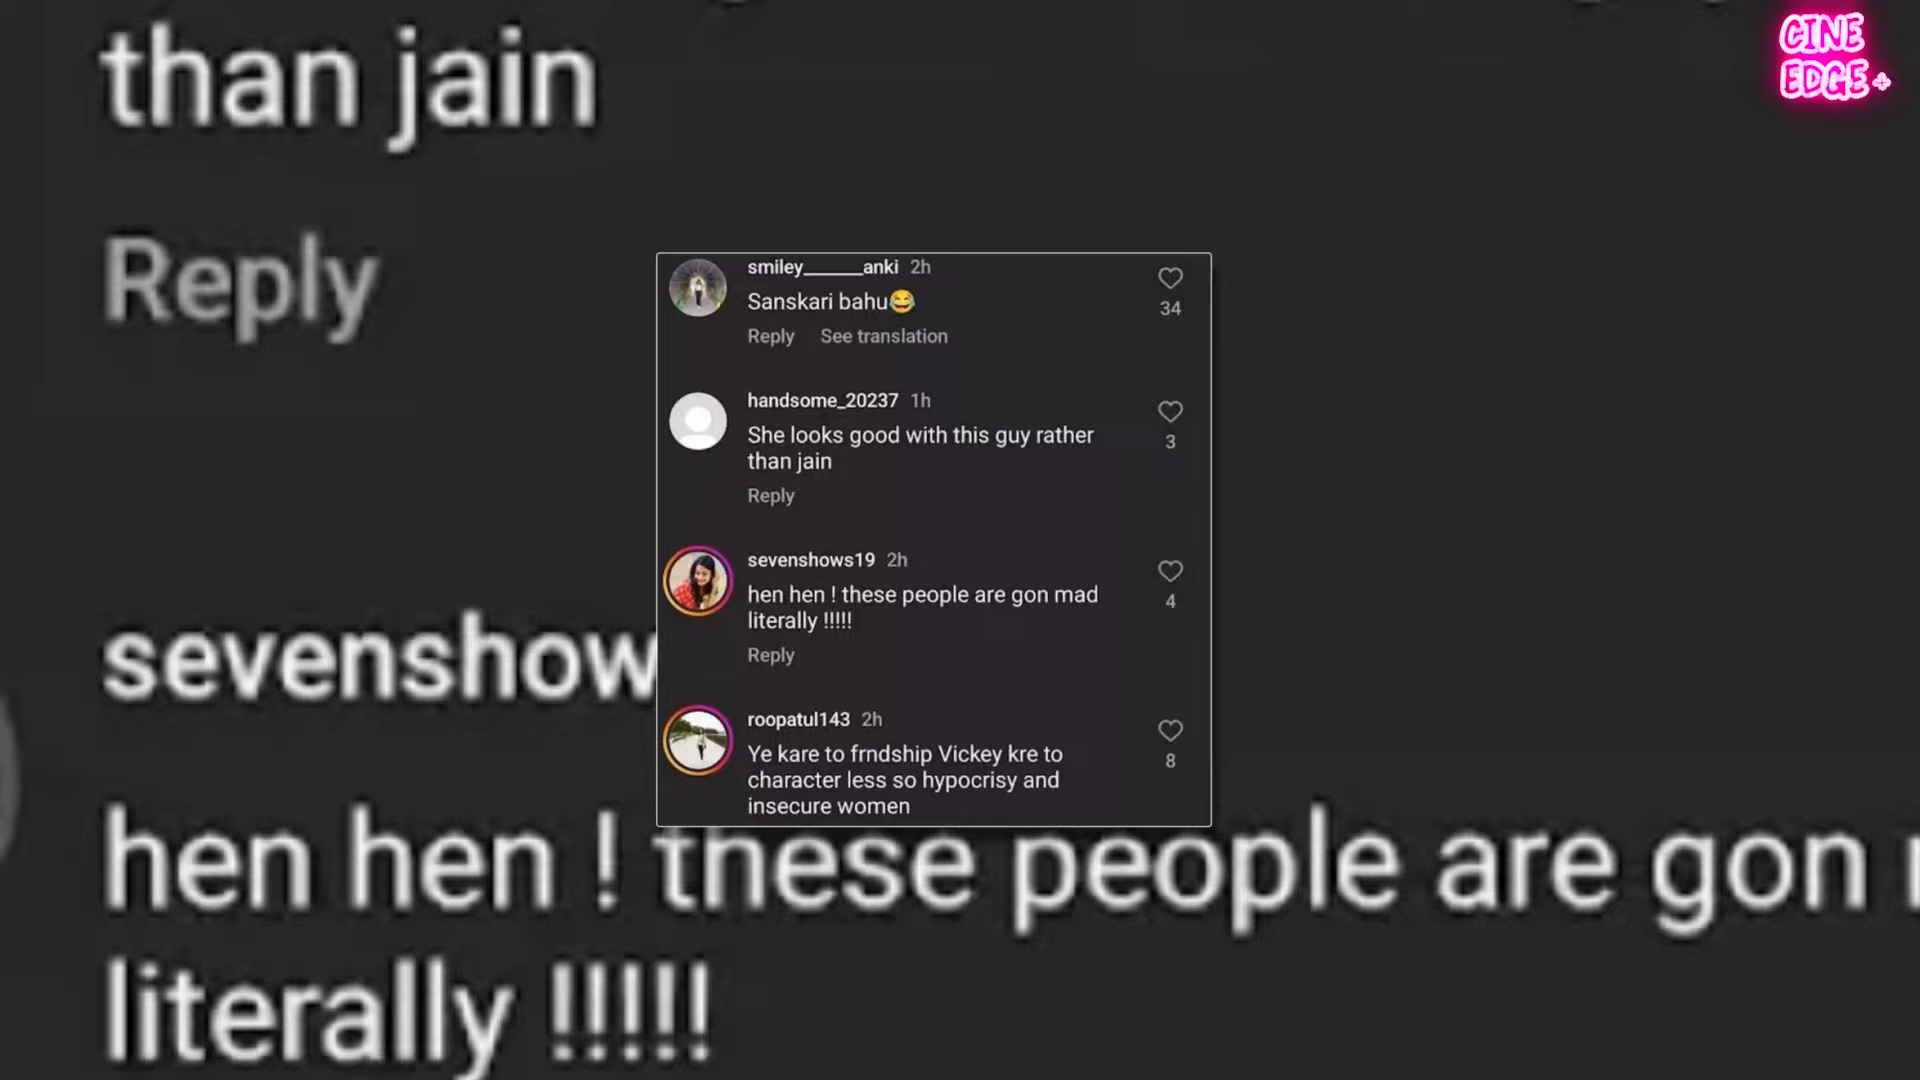 than jain
Reply
sevenshow
hen hen ! these people are gon
literally !!!!!
CINE
EDGE
smiley______anki 2h
Sanskari bahu😂
34
Reply See translation
handsome_20237 1h
She looks good with this guy rather
than jain
3
Reply
sevenshows19 2h
hen hen ! these people are gon mad
literally !!!!!
4
Reply
roopatul143 2h
Ye kare to frndship Vickey kre to
character less so hypocrisy and
insecure women
8